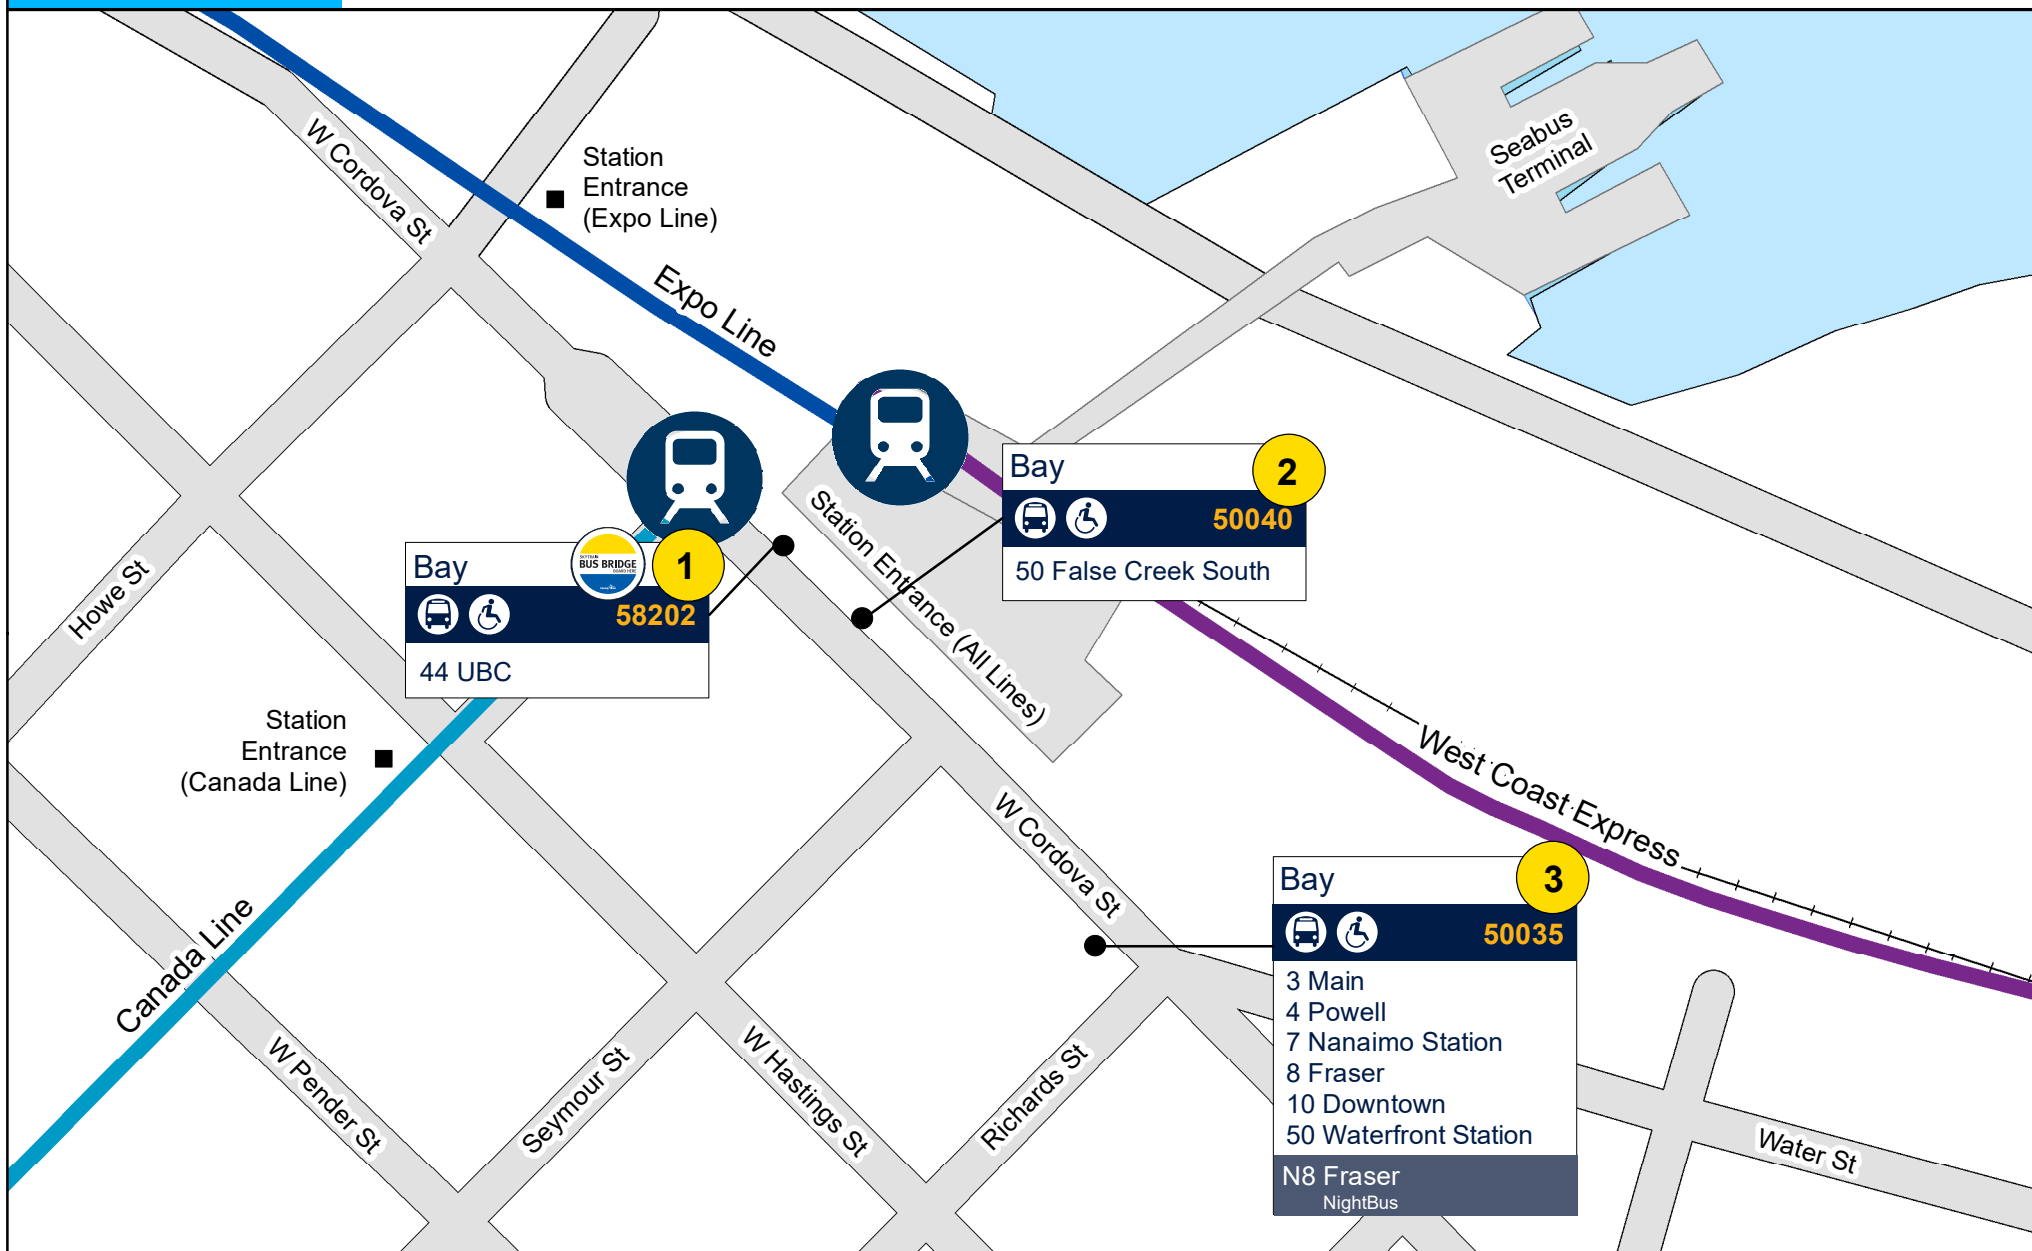 W Cordova St
Station
Entrance
(Expo Line)
Seabus
Terminal
Expo Line
Bay
2
50040
50 False Creek South
Station Entrance (All Lines)
Bay
BUS BRIDGE
1
58202
44 UBC
Howe St
Station
Entrance
(Canada Line)
West Coast Express
W Cordova St
Bay
3
50035
3 Main
4 Powell
7 Nanaimo Station
8 Fraser
10 Downtown
50 Waterfront Station
N8 Fraser
NightBus
Canada Line
W Pender St
Seymour St
W Hastings St
Richards St
Water St